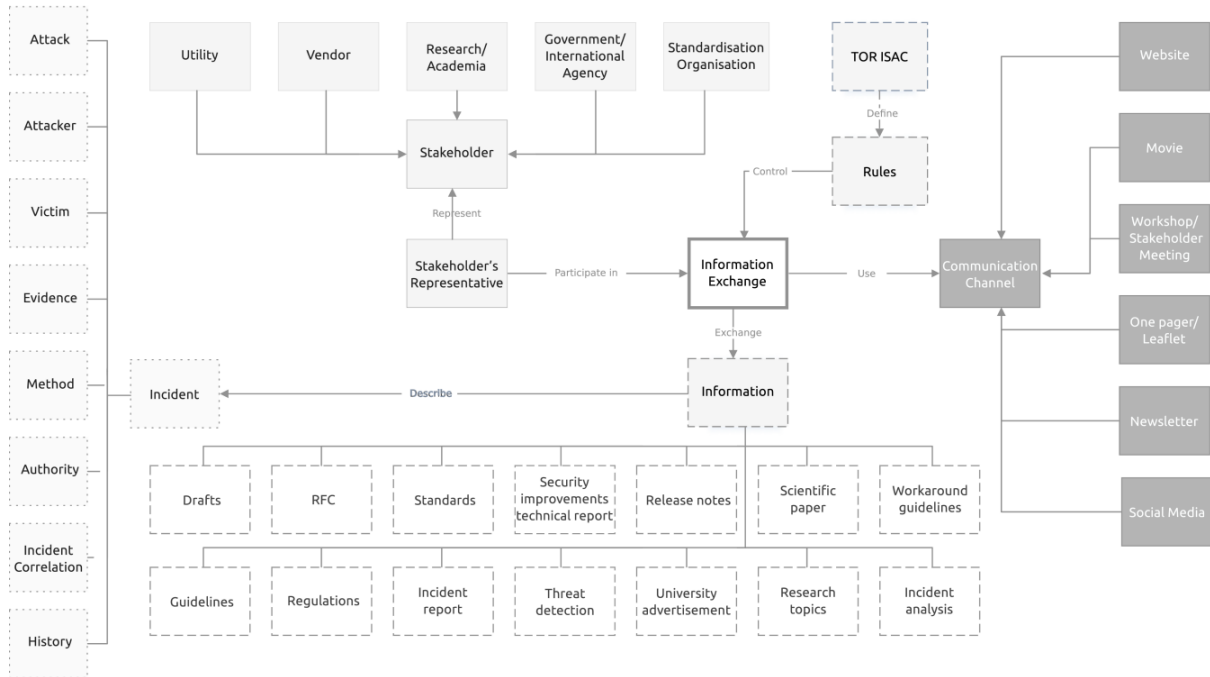 Attack
Attacker
Victim
Evidence
Method
Authority
Incident
Correlation
History
Incident
Utility
Vendor
Research/
Academia
Government/
International
Agency
Standardisation
Organisation
Stakeholder
Represent
Stakeholder's
Representative
Participate in
TOR ISAC
Define
Rules
Control
Information
Exchange
Use
Communication
Channel
Exchange
Information
Describe
Website
Movie
Workshop/
Stakeholder
Meeting
One pager/
Leaflet
Newsletter
Social Media
Drafts
RFC
Standards
Security
improvements
technical report
Release notes
Scientific
paper
Workaround
guidelines
Guidelines
Regulations
Incident
report
Threat
detection
University
advertisement
Research
topics
Incident
analysis